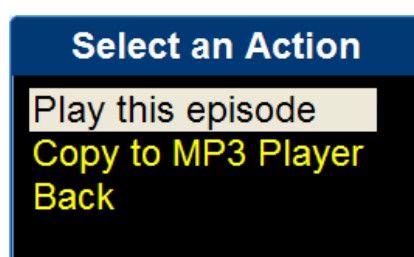 Select an Action
Play this episode
Copy to MP3 Player
Back